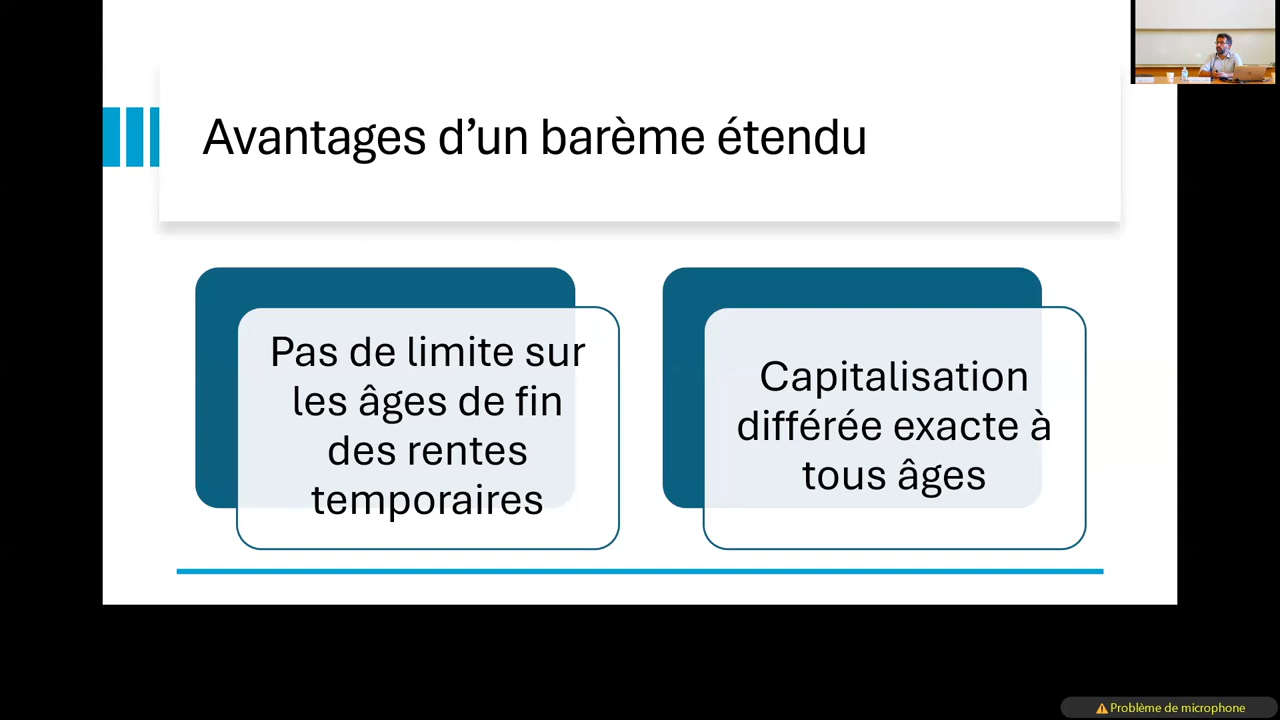 Avantages d’un barème étendu
Pas de limite sur
les âges de fin
des rentes
temporaires
Capitalisation
différée exacte à
tous âges
⚠Problème de microphone